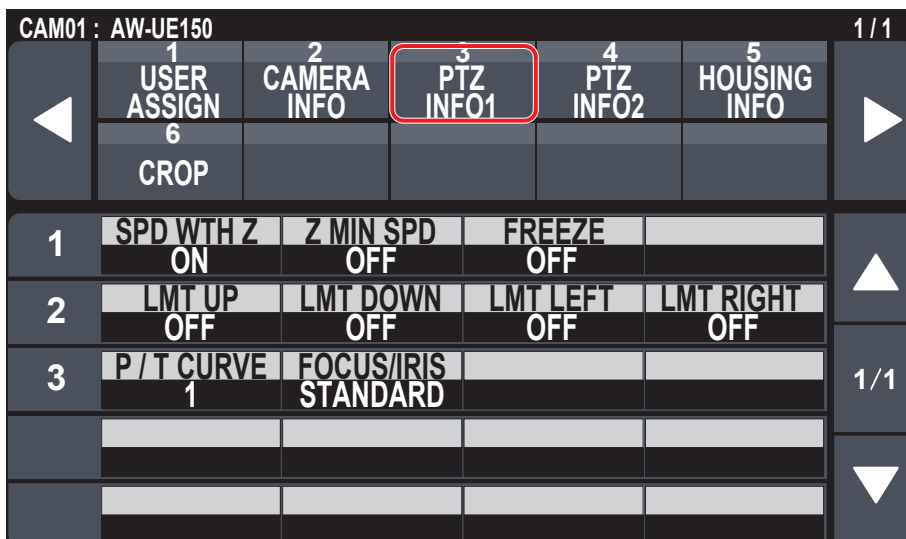 CAM01 : AW-UE150 1 / 1
1 2 3 4 5
USER CAMERA PTZ PTZ HOUSING
ASSIGN INFO INFO1 INFO2 INFO
6
CROP
1 SPD WTH Z Z MIN SPD FREEZE
ON OFF OFF
2 LMT UP LMT DOWN LMT LEFT LMT RIGHT
OFF OFF OFF OFF
3 P / T CURVE FOCUS/IRIS 1/1
1 STANDARD